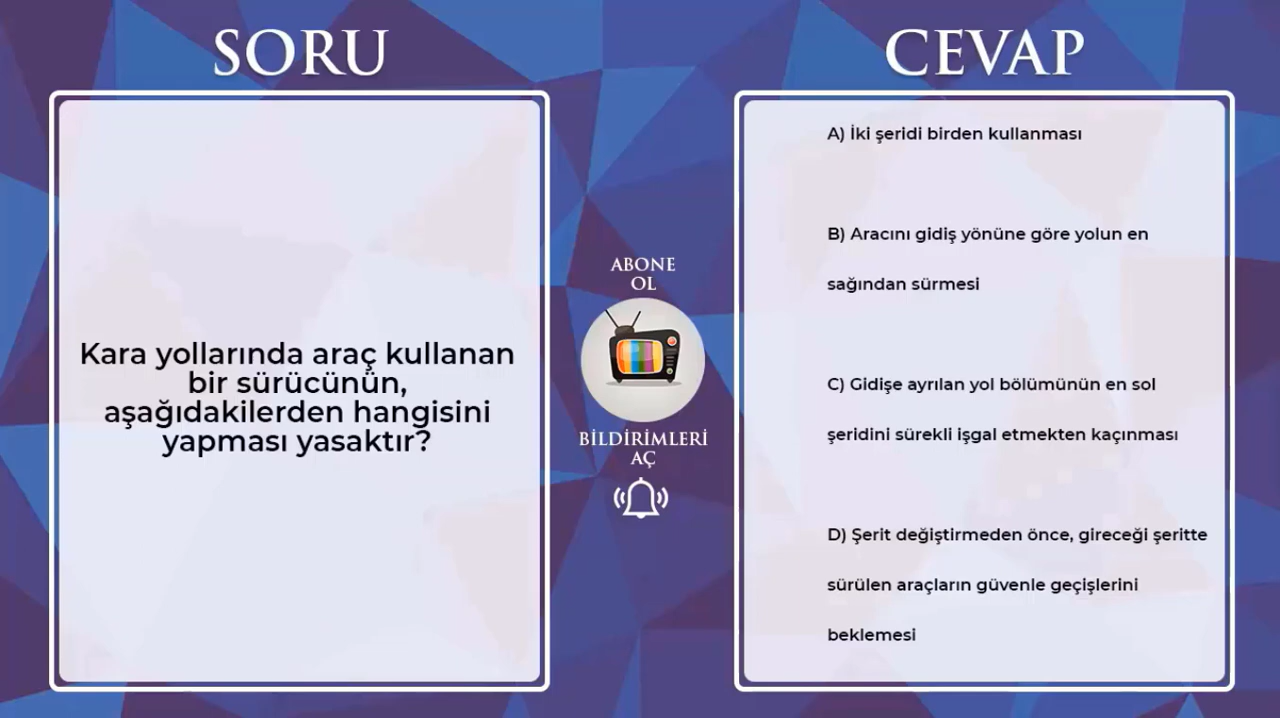 SORU
Kara yollarında araç kullanan
bir sürücünün,
aşağıdakilerden hangisini
yapması yasaktır?
ABONE
OL
BİLDİRİMLERİ
AÇ
CEVAP
A) İki şeridi birden kullanması
B) Aracını gidiş yönüne göre yolun en
sağından sürmesi
C) Gidişe ayrılan yol bölümünün en sol
şeridini sürekli işgal etmekten kaçınması
D) Şerit değiştirmeden önce, gireceği şeritte
sürülen araçların güvenle geçişlerini
beklemesi